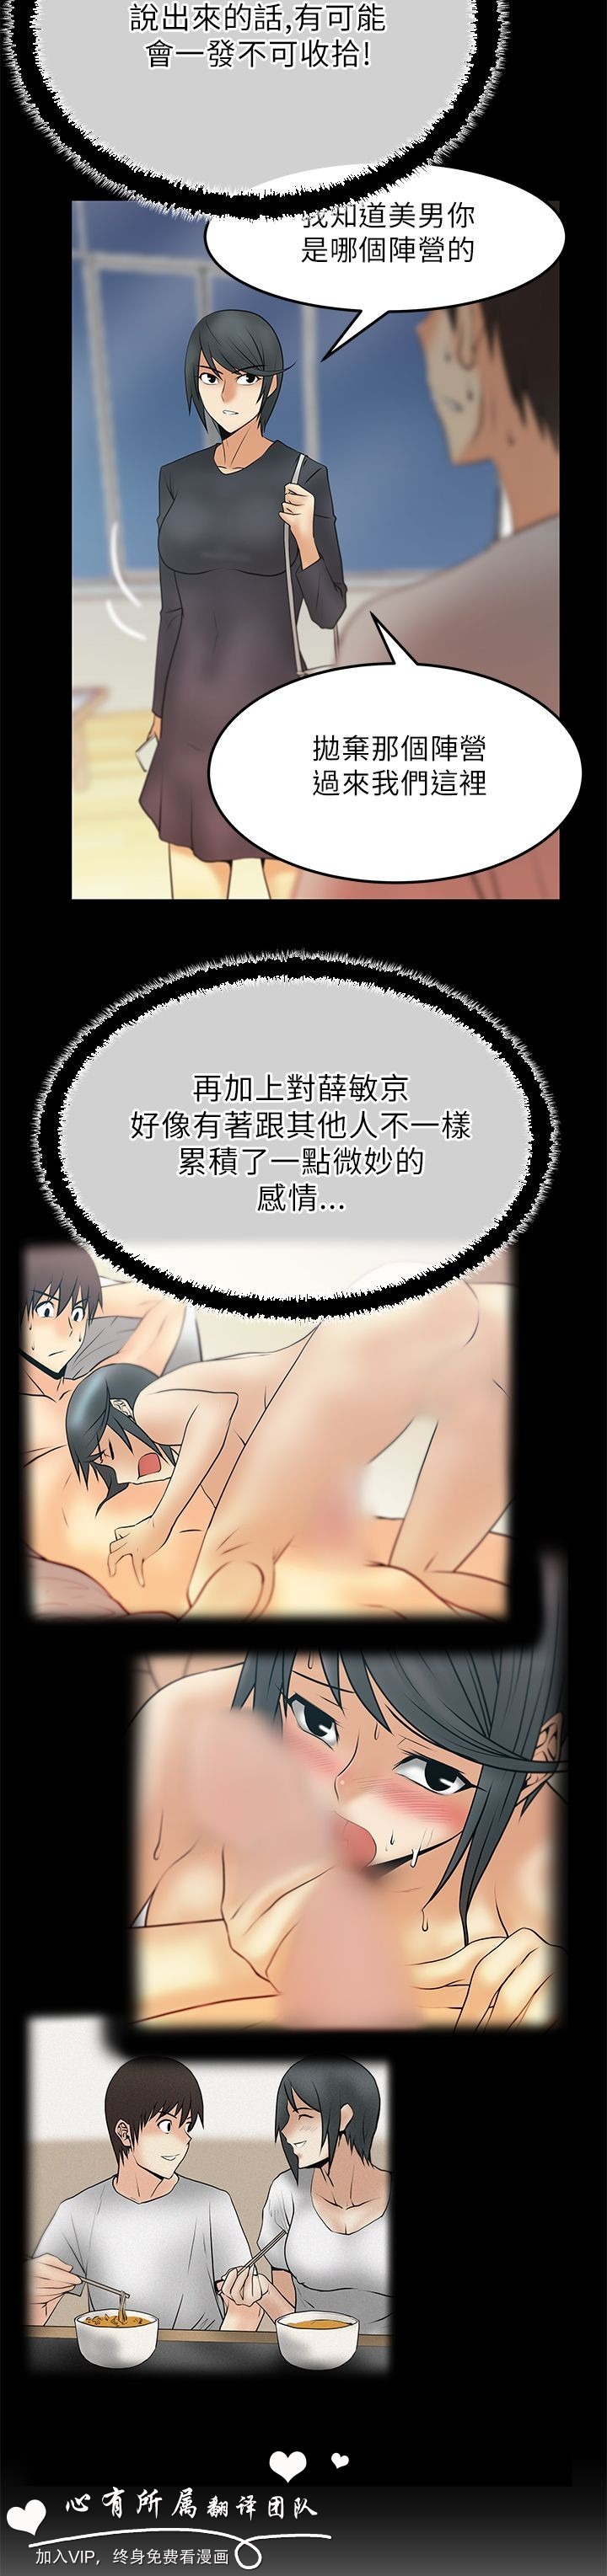 說出來的話,有可能
會一發不可收拾!
我知道美男你
是哪個陣營的
拋棄那個陣營
過來我們這裡
再加上對薛敏京
好像有著跟其他人不一樣
累積了一點微妙的
感情...
心有所属翻译团队
加入VIP，终身免费看漫画